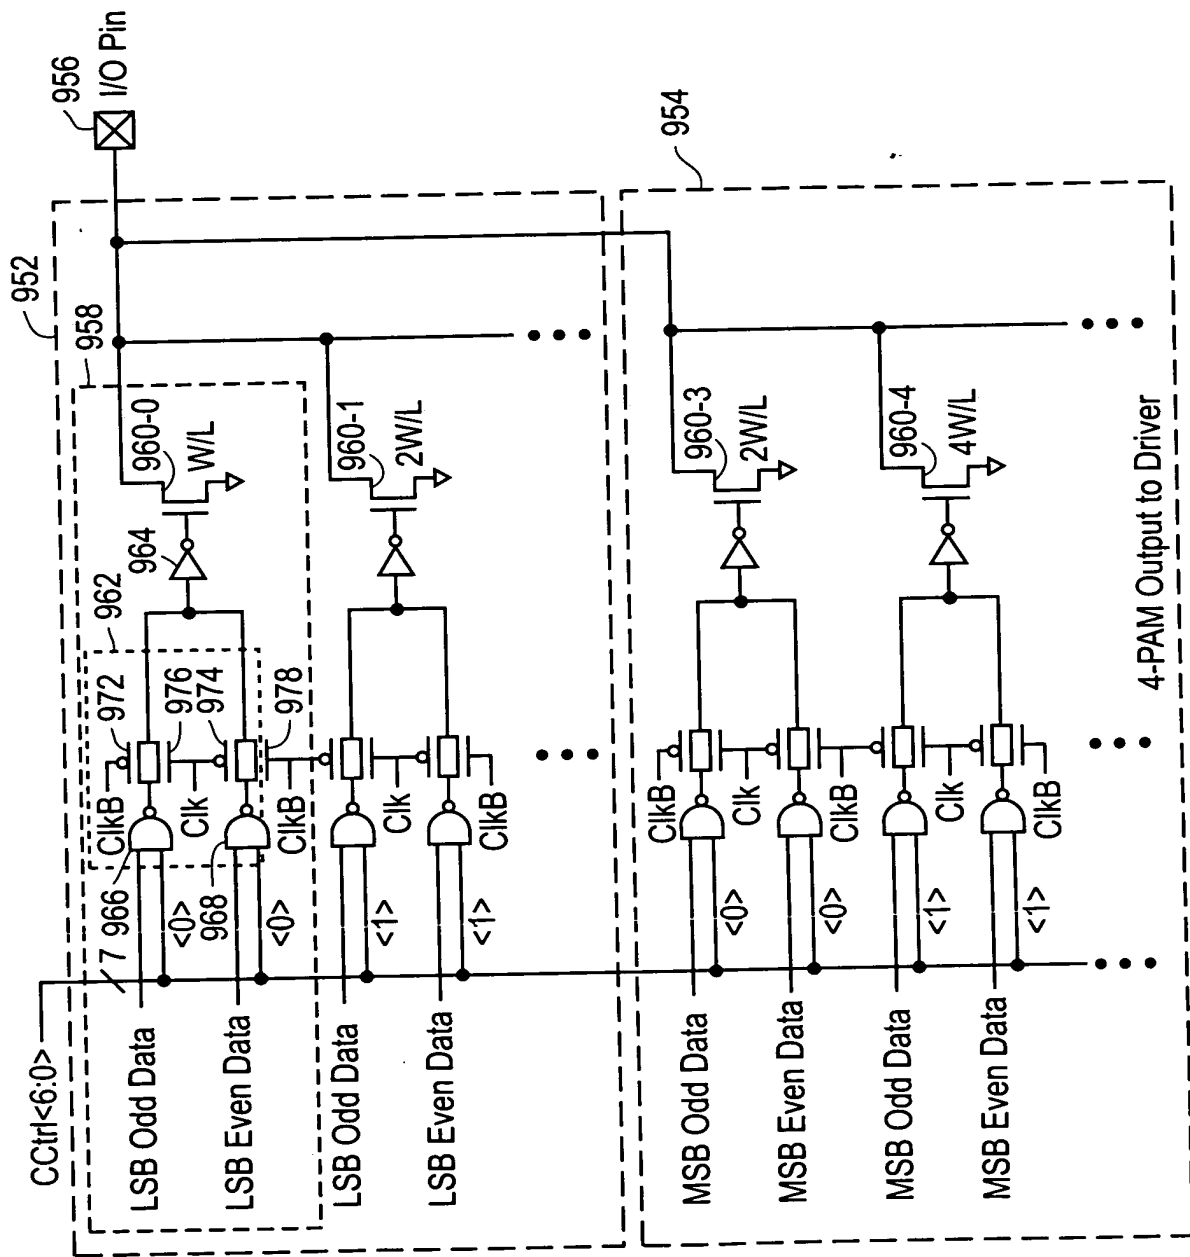 CCtrl<6:0>
7
952
958
962
956
I/O Pin
966
ClkB
972
964
960-0
W/L
LSB Odd Data
<0>
Clk
976
974
968
LSB Even Data
<0>
ClkB
978
960-1
2W/L
LSB Odd Data
<1>
Clk
LSB Even Data
<1>
ClkB
954
ClkB
960-3
2W/L
MSB Odd Data
<0>
Clk
MSB Even Data
<0>
ClkB
960-4
4W/L
MSB Odd Data
<1>
Clk
MSB Even Data
<1>
ClkB
4-PAM Output to Driver